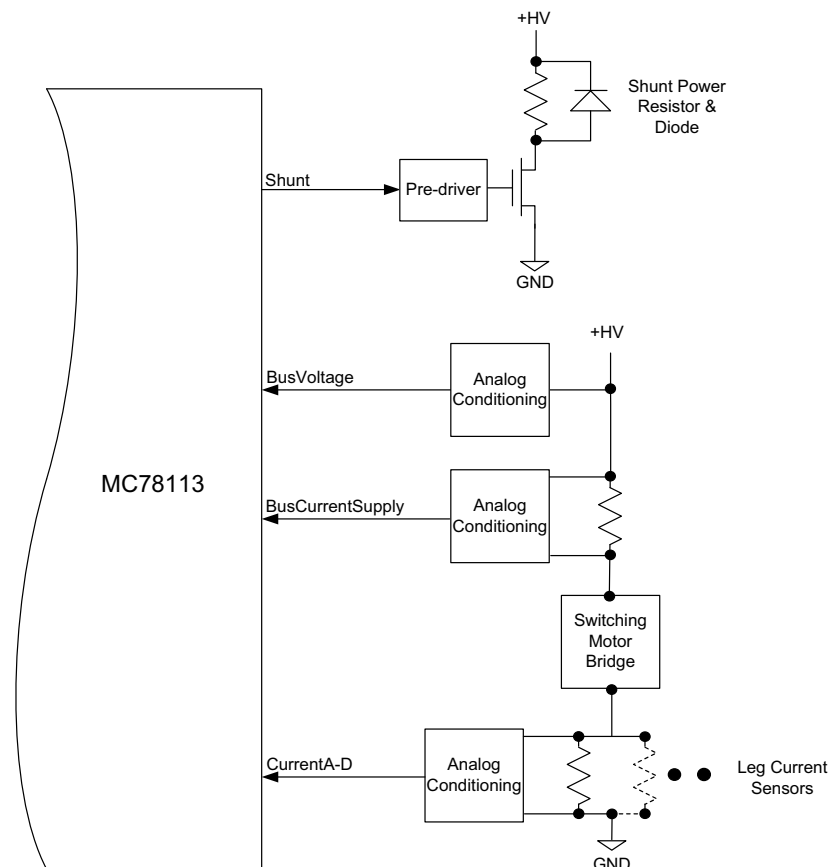 +HV
Shunt Power
Resistor &
Diode
Shunt
Pre-driver
GND
+HV
BusVoltage
Analog
Conditioning
MC78113
BusCurrentSupply
Analog
Conditioning
Switching
Motor
Bridge
CurrentA-D
Analog
Conditioning
Leg Current
Sensors
GND